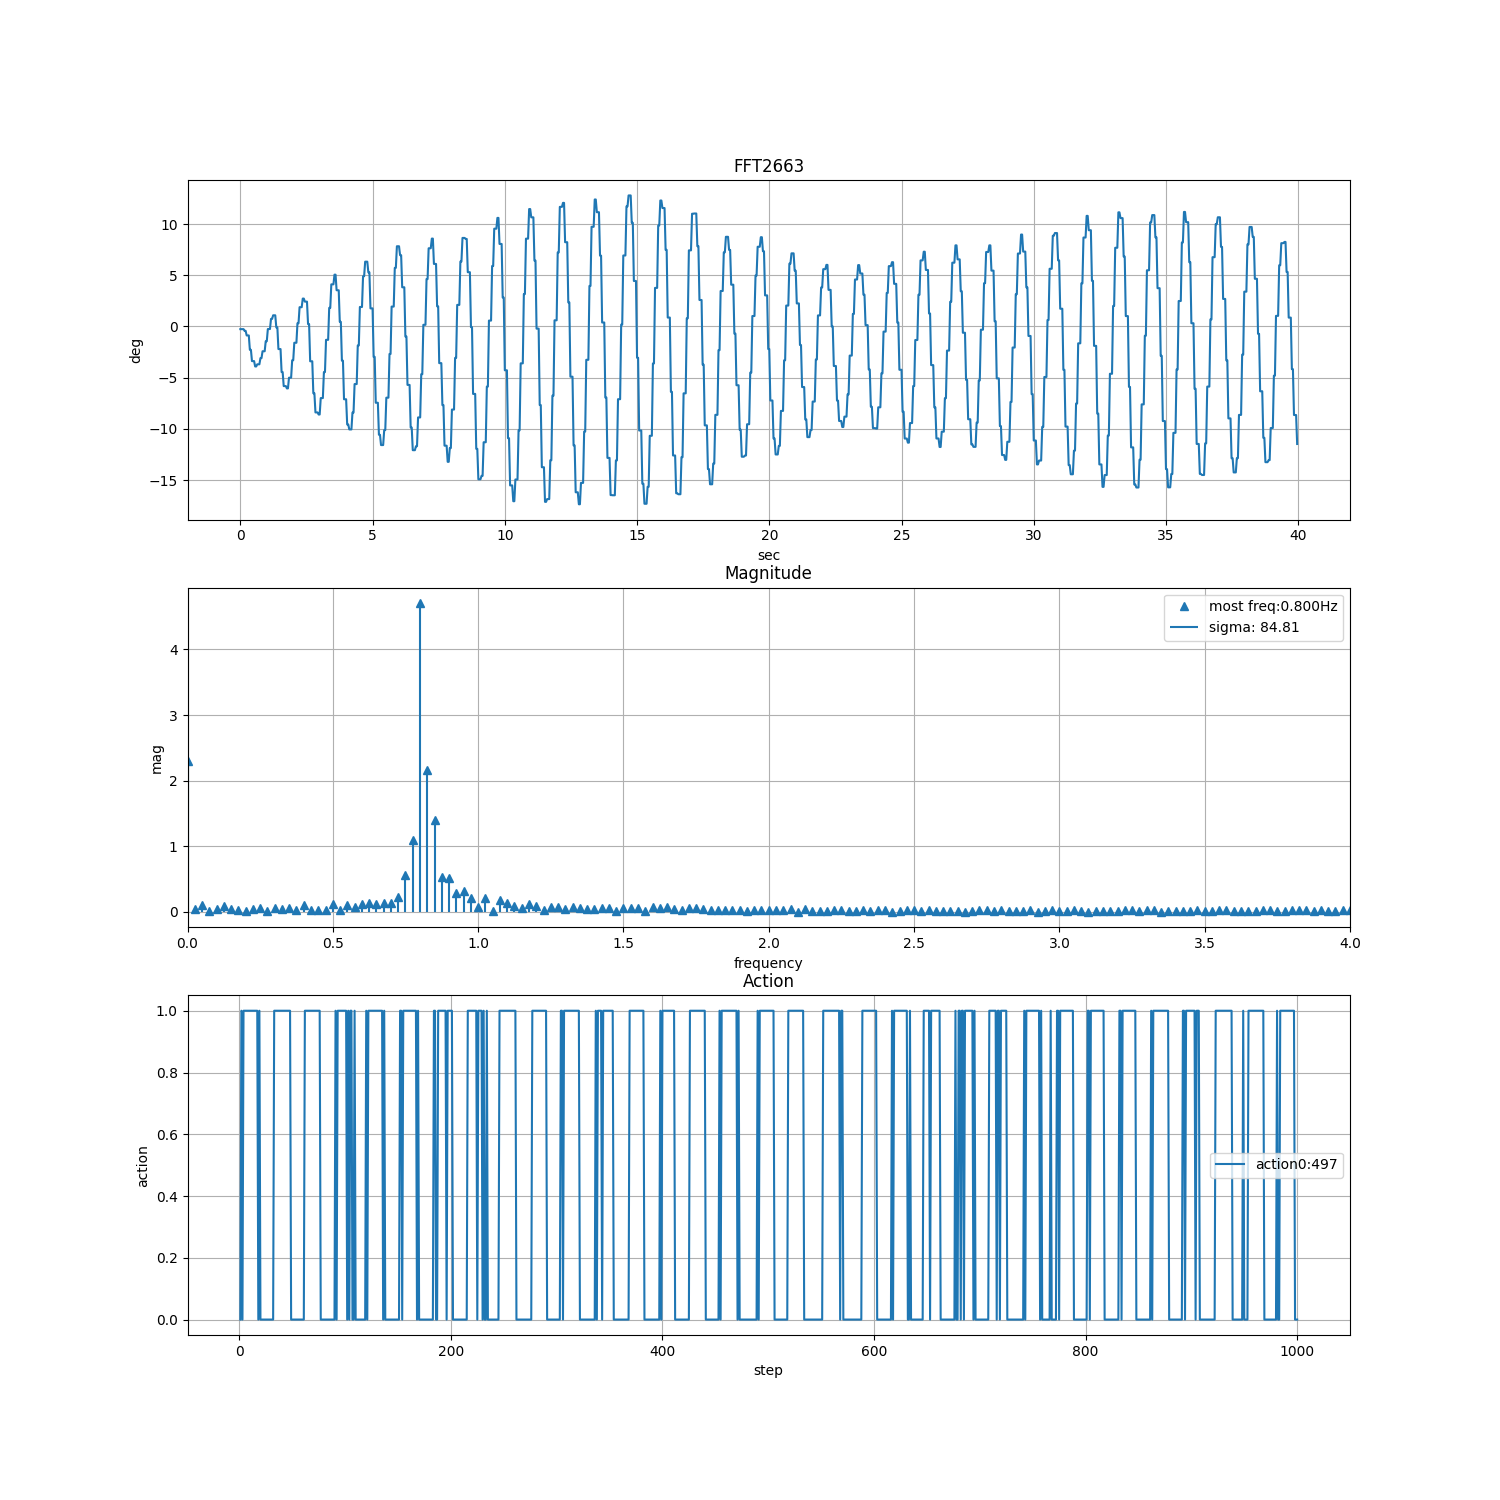 FFT2663
10
5
0
−5
−10
−15
deg
0 5 10 15 20 25 30 35 40
sec
Magnitude
most freq:0.800Hz
sigma: 84.81
4
3
2
1
0
mag
0.0 0.5 1.0 1.5 2.0 2.5 3.0 3.5 4.0
frequency
Action
1.0
0.8
0.6
0.4
0.2
0.0
action
action0:497
0 200 400 600 800 1000
step